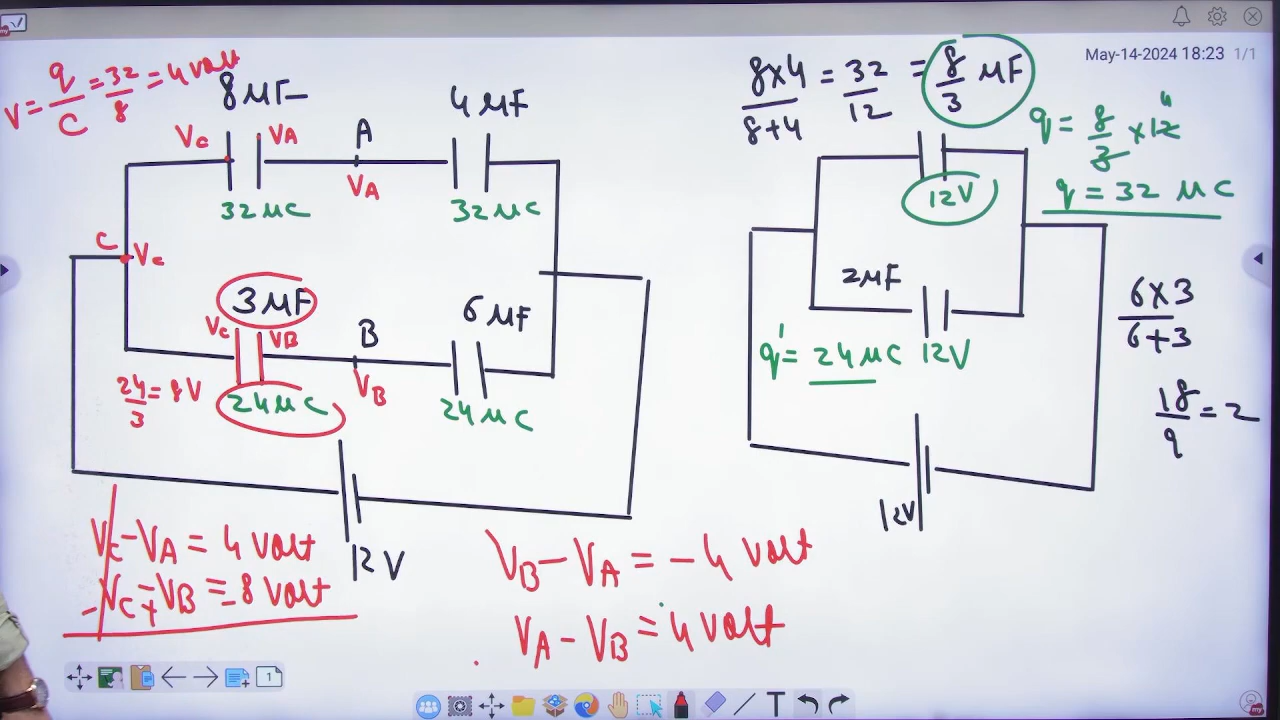 May-14-2024 18:23 1/1
V = q/C = 32/8 = 4 volt
8 μF
4 μF
Vc VA A
VA
32 μC 32 μC
C Vc
3 μF
6 μF
Vc VB B
VB
24/3 = 8V
24 μC 24 μC
12 V
Vc - VA = 4 volt
- Vc - + VB = - 8 volt
VB - VA = - 4 volt
VA - VB = 4 volt
8x4/8+4 = 32/12 = 8/3 μF
q = 8/3 x 12 4
12V
q = 32 μC
2μF
q' = 24 μC 12V
6x3/6+3
18/9 = 2
12V
1
T